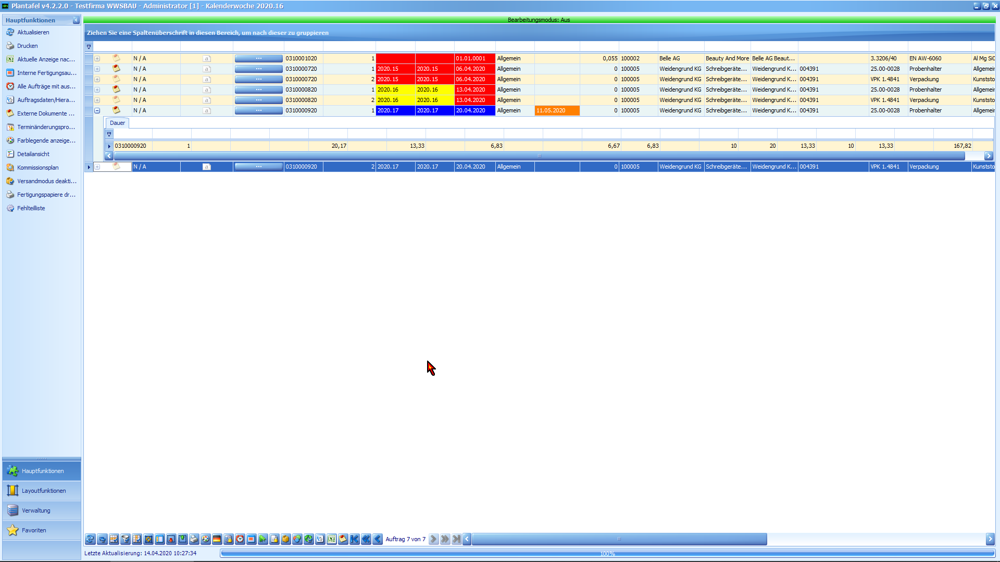 Plantafel v4.2.2.0 - Testfirma WWSBAU - Administrator [1] - Kalenderwoche 2020.16
Hauptfunktionen
Aktualisieren
Drucken
Aktuelle Anzeige nac...
Interne Fertigungsau...
Alle Aufträge mit aus...
Auftragsdaten/Hiera...
Externe Dokumente ...
Terminänderungspro...
Farblegende anzeige...
Detailansicht
Kommissionsplan
Versandmodus deakti...
Fertigungspapiere dr...
Fehlteilliste
Hauptfunktionen
Layoutfunktionen
Verwaltung
Favoriten
Bearbeitungsmodus: Aus
Ziehen Sie eine Spaltenüberschrift in diesen Bereich, um nach dieser zu gruppieren
N / A a ... 0310001020 1 01.01.0001 Allgemein 0,055 100002 Belle AG Beauty And More Belle AG Beaut... 3.3206/40 EN AW-6060 Al Mg Si0
N / A a ... 0310000720 1 2020.15 2020.15 06.04.2020 Allgemein 0 100005 Weidengrund KG Schreibgeräte... Weidengrund K... 004391 25.00-0028 Probenhalter Allgemei
N / A a ... 0310000720 2 2020.15 2020.15 06.04.2020 Allgemein 0 100005 Weidengrund KG Schreibgeräte... Weidengrund K... 004391 VPK 1.4841 Verpackung Kunststo
N / A a ... 0310000820 1 2020.16 2020.16 13.04.2020 Allgemein 0 100005 Weidengrund KG Schreibgeräte... Weidengrund K... 004391 25.00-0028 Probenhalter Allgemei
N / A a ... 0310000820 2 2020.16 2020.16 13.04.2020 Allgemein 0 100005 Weidengrund KG Schreibgeräte... Weidengrund K... 004391 VPK 1.4841 Verpackung Kunststo
N / A a ... 0310000920 1 2020.17 2020.17 20.04.2020 Allgemein 11.05.2020 0 100005 Weidengrund KG Schreibgeräte... Weidengrund K... 004391 25.00-0028 Probenhalter Allgemei
Dauer
0310000920 1 20,17 13,33 6,83 6,67 6,83 10 20 13,33 10 13,33 167,82
N / A a ... 0310000920 2 2020.17 2020.17 20.04.2020 Allgemein 0 100005 Weidengrund KG Schreibgeräte... Weidengrund K... 004391 VPK 1.4841 Verpackung Kunststo
Auftrag 7 von 7
Letzte Aktualisierung: 14.04.2020 10:27:34
100%